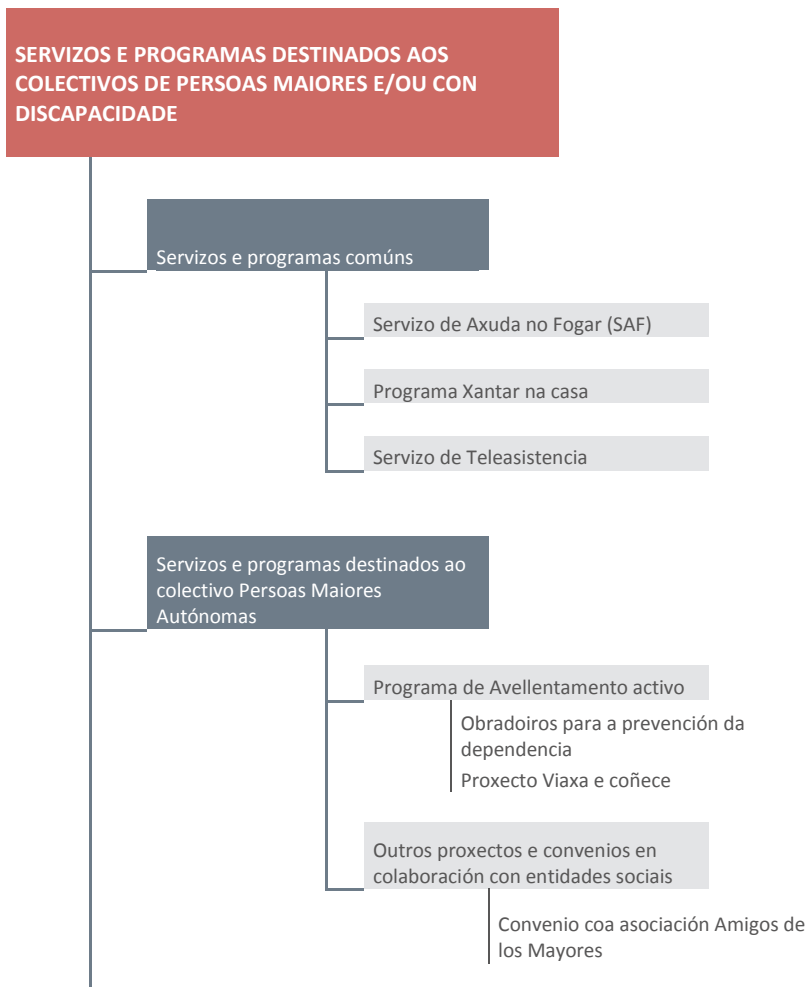 SERVIZOS E PROGRAMAS DESTINADOS AOS
COLECTIVOS DE PERSOAS MAIORES E/OU CON
DISCAPACIDADE
Servizos e programas comúns
Servizo de Axuda no Fogar (SAF)
Programa Xantar na casa
Servizo de Teleasistencia
Servizos e programas destinados ao
colectivo Persoas Maiores
Autónomas
Programa de Avellentamento activo
Obradoiros para a prevención da
dependencia
Proxecto Viaxa e coñece
Outros proxectos e convenios en
colaboración con entidades sociais
Convenio coa asociación Amigos de
los Mayores